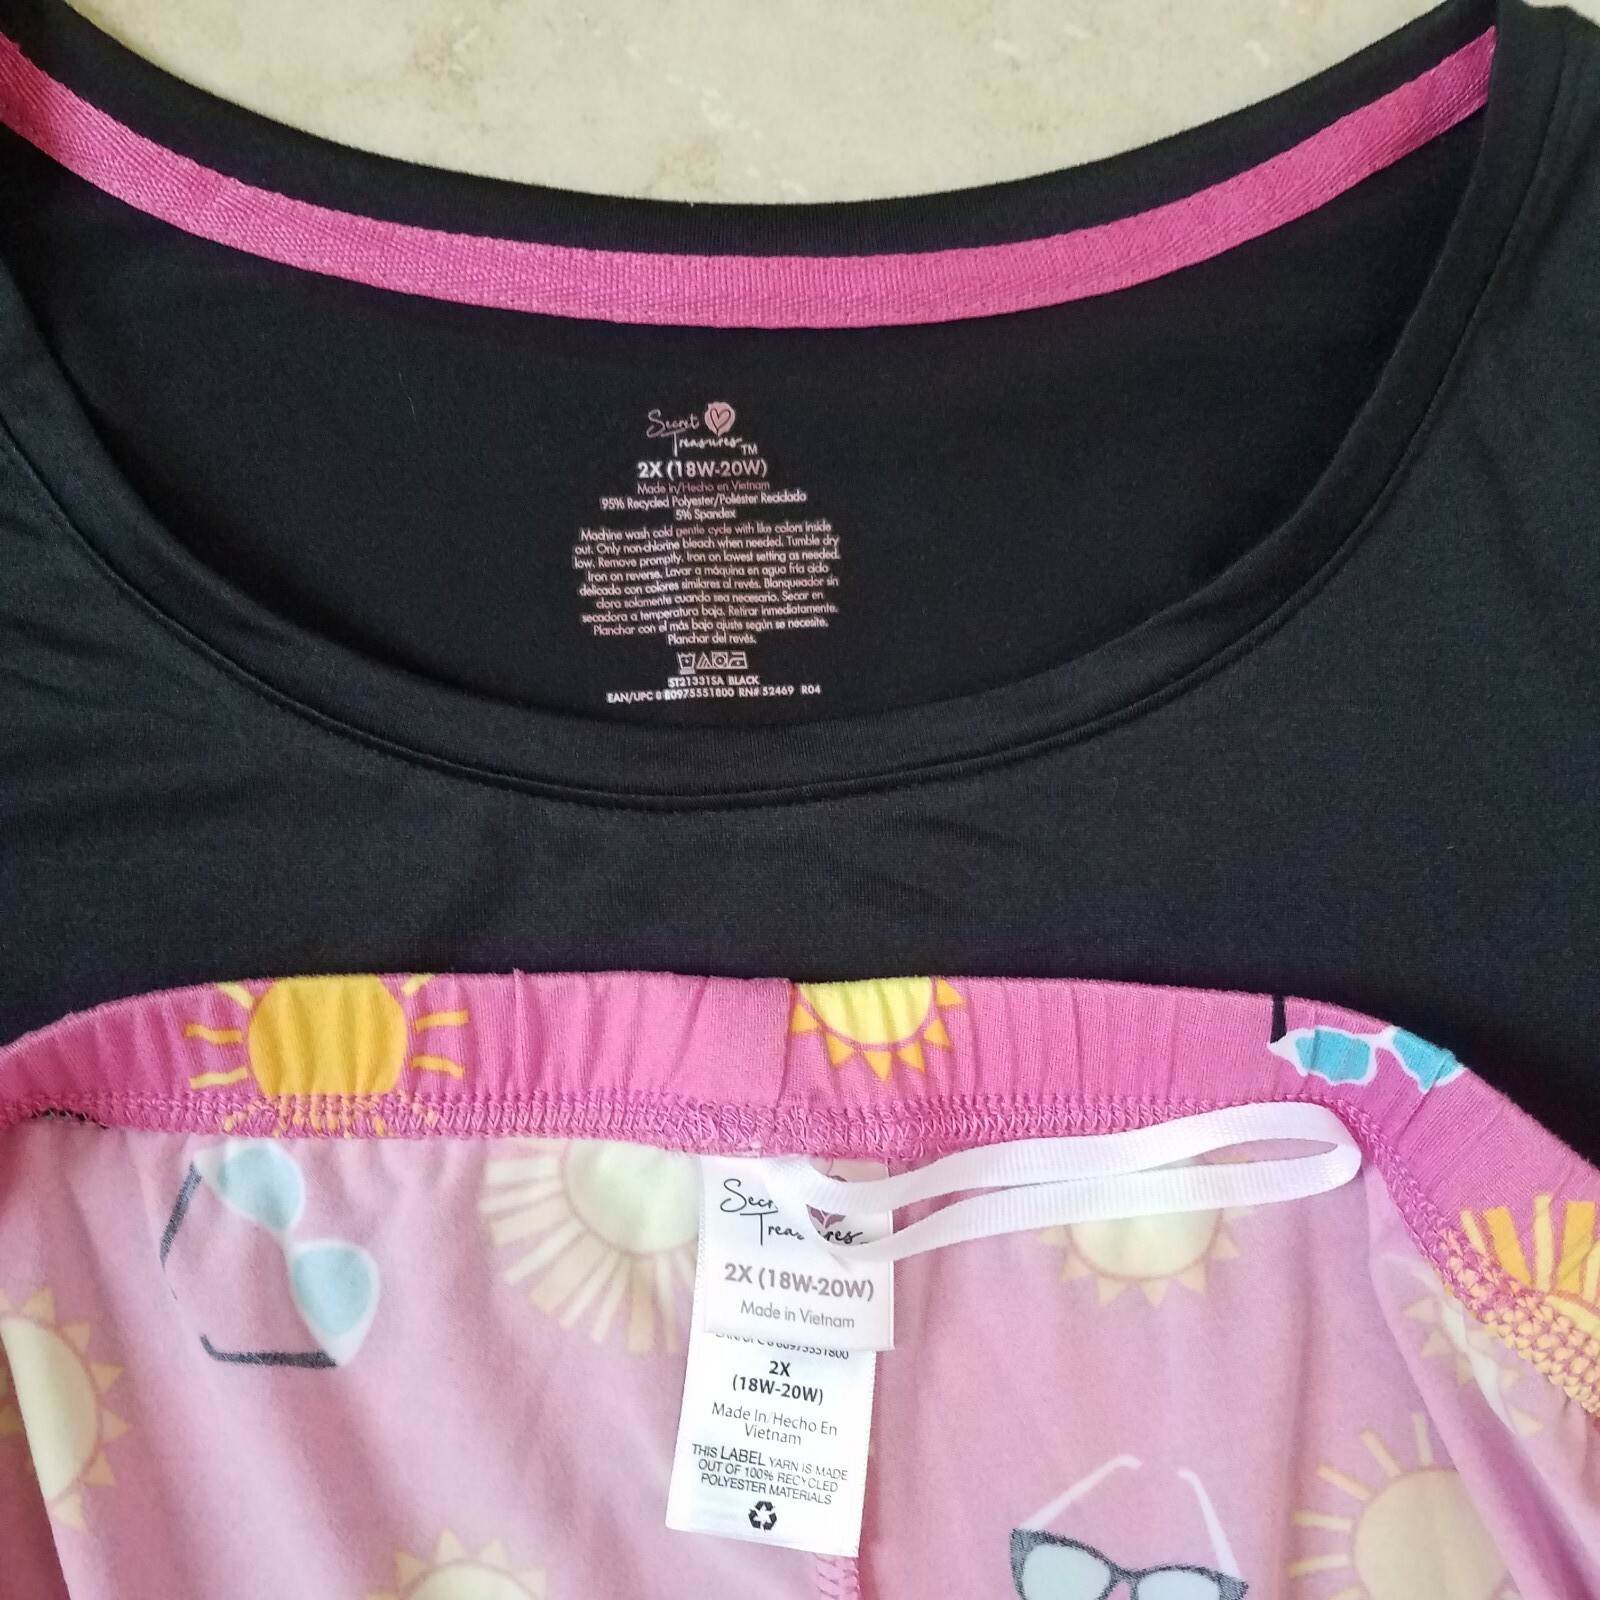 Secret
Treasures TM
2X (18W-20W)
Made in/Hecho en Vietnam
95% Recycled Polyester/Poliéster Reciclado
5% Spandex
Machine wash cold gentle cycle with like colors inside
out. Only non-chlorine bleach when needed. Tumble dry
low. Remove promptly. Iron on lowest setting as needed.
Iron on reverse. Lavar a máquina en agua fría ciclo
delicado con colores similares al revés. Blanqueador sin
cloro solamente cuando sea necesario. Secar en
secadora a temperatura baja. Retirar inmediatamente.
Planchar con el más bajo ajuste según se necesite.
Planchar del revés.
ST21331SA BLACK
EAN/UPC 0 80975551800 RN# 52469 R04
2X (18W-20W)
Made in Vietnam
2X
(18W-20W)
Made In/Hecho En
Vietnam
THIS LABEL YARN IS MADE
OUT OF 100% RECYCLED
POLYESTER MATERIALS